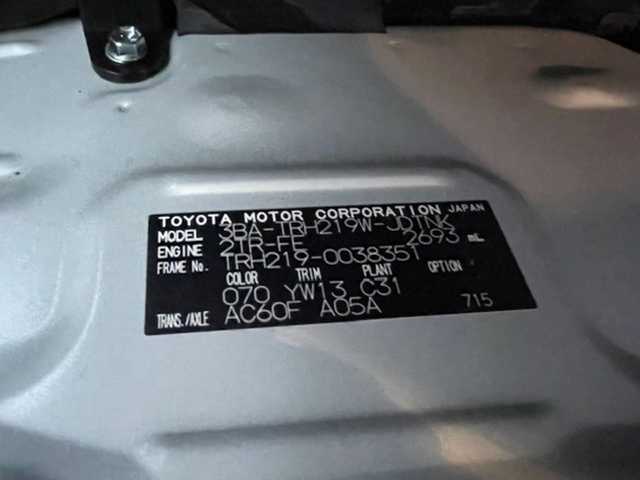 TOYOTA MOTOR CORPORATION JAPAN
MODEL 3BA-TRH219W-JDTNK
ENGINE 2TR-FE 2693 mL
FRAME No. TRH219-0038351
COLOR TRIM PLANT OPTION
070 YW13 C31
TRANS./AXLE AC60F A05A 715